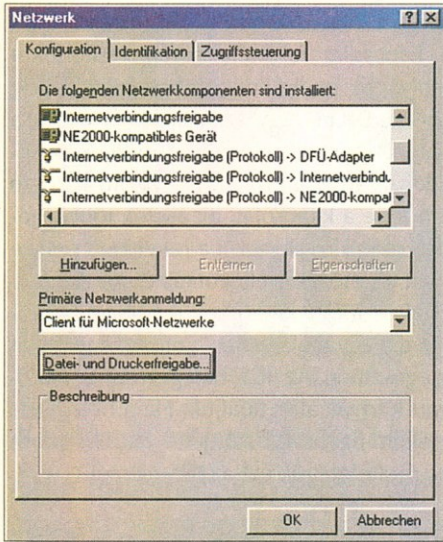 Netzwerk
Konfiguration Identifikation Zugriffssteuerung
Die folgenden Netzwerkkomponenten sind installiert:
Internetverbindungsfreigabe
NE2000-kompatibles Gerät
Internetverbindungsfreigabe (Protokoll) -> DFÜ-Adapter
Internetverbindungsfreigabe (Protokoll) -> Internetverbindu
Internetverbindungsfreigabe (Protokoll) -> NE2000-kompat
Hinzufügen... Entfernen Eigenschaften
Primäre Netzwerkanmeldung:
Client für Microsoft-Netzwerke
Datei- und Druckerfreigabe...
Beschreibung
OK Abbrechen